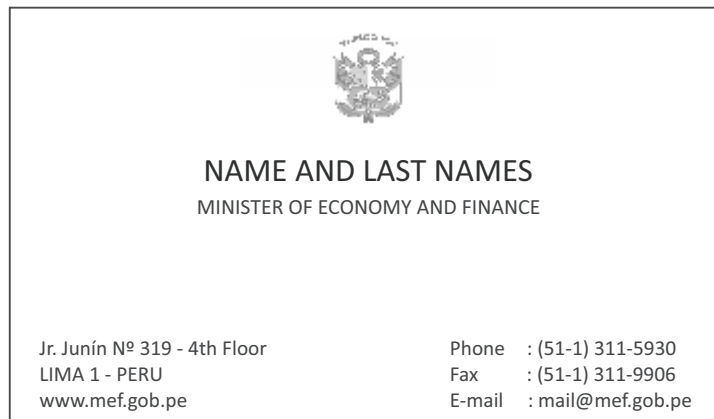 NAME AND LAST NAMES
MINISTER OF ECONOMY AND FINANCE
Jr. Junín Nº 319 - 4th Floor
LIMA 1 - PERU
www.mef.gob.pe
Phone : (51-1) 311-5930
Fax : (51-1) 311-9906
E-mail : mail@mef.gob.pe